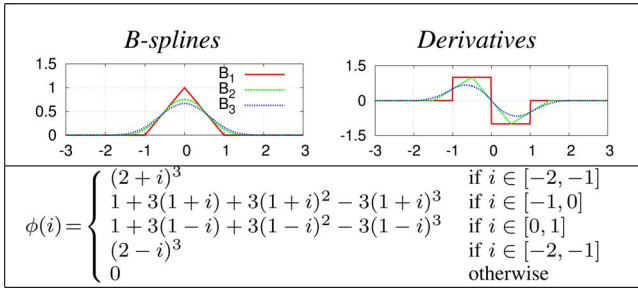 B-splines
Derivatives
1.5
1
0.5
0
-3 -2 -1 0 1 2 3
B₁
B₂
B₃
1.5
0
-1.5
-3 -2 -1 0 1 2 3
ϕ(i) = {
(2 + i)³ if i ∈ [−2, −1]
1 + 3(1 + i) + 3(1 + i)² − 3(1 + i)³ if i ∈ [−1, 0]
1 + 3(1 − i) + 3(1 − i)² − 3(1 − i)³ if i ∈ [0, 1]
(2 − i)³ if i ∈ [−2, −1]
0 otherwise